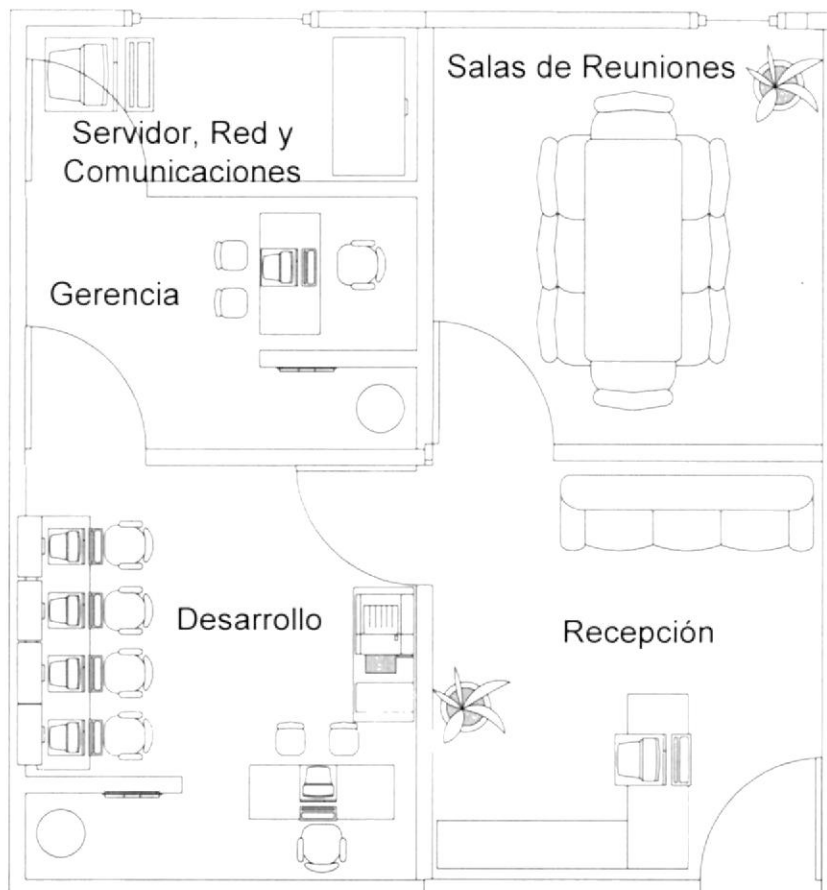 Salas de Reuniones
Servidor, Red y
Comunicaciones
Gerencia
Desarrollo
Recepción